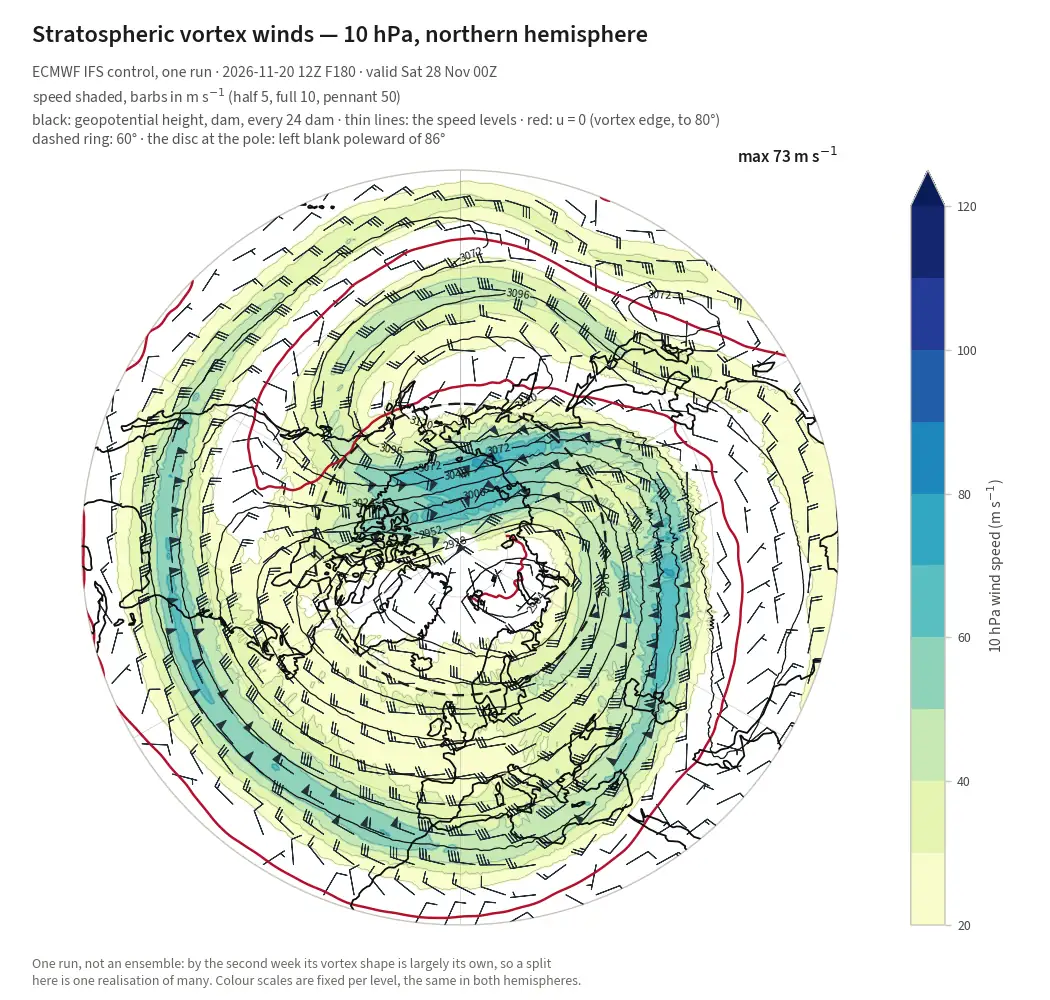 Stratospheric vortex winds — 10 hPa, northern hemisphere
ECMWF IFS control, one run · 2026-11-20 12Z F180 · valid Sat 28 Nov 00Z
speed shaded, barbs in m s⁻¹ (half 5, full 10, pennant 50)
black: geopotential height, dam, every 24 dam · thin lines: the speed levels · red: u = 0 (vortex edge, to 80°)
dashed ring: 60° · the disc at the pole: left blank poleward of 86°
max 73 m s⁻¹
120
100
80
60
40
20
10 hPa wind speed (m s⁻¹)
3072
3096
3072
3096
3072
3072
2952
One run, not an ensemble: by the second week its vortex shape is largely its own, so a split
here is one realisation of many. Colour scales are fixed per level, the same in both hemispheres.